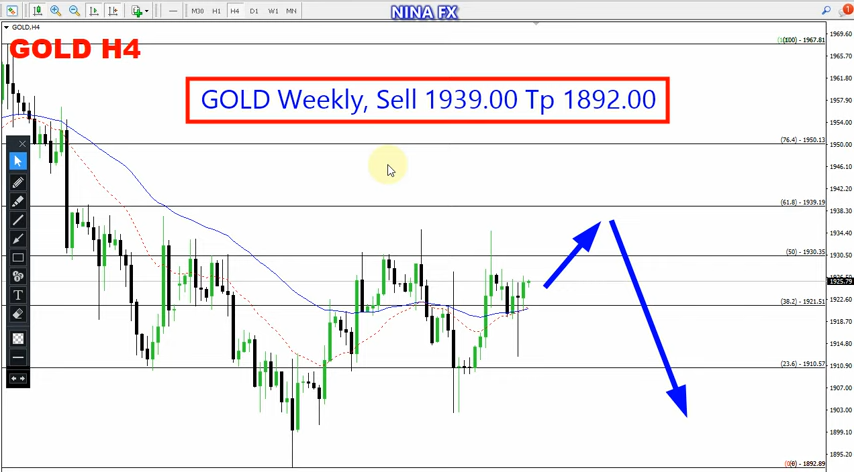 M30 H1 H4 D1 W1 MN
NINA FX
GOLD,H4
GOLD H4
GOLD Weekly, Sell 1939.00 Tp 1892.00
(100) - 1967.81
(76.4) - 1950.13
(61.8) - 1939.19
(50) - 1930.35
(38.2) - 1921.51
(23.6) - 1910.57
(0) - 1892.89
T
1969.60
1965.70
1961.80
1957.90
1954.00
1950.00
1946.10
1942.20
1938.30
1934.40
1930.50
1925.79
1922.60
1918.70
1914.80
1910.90
1907.00
1903.00
1899.10
1895.20